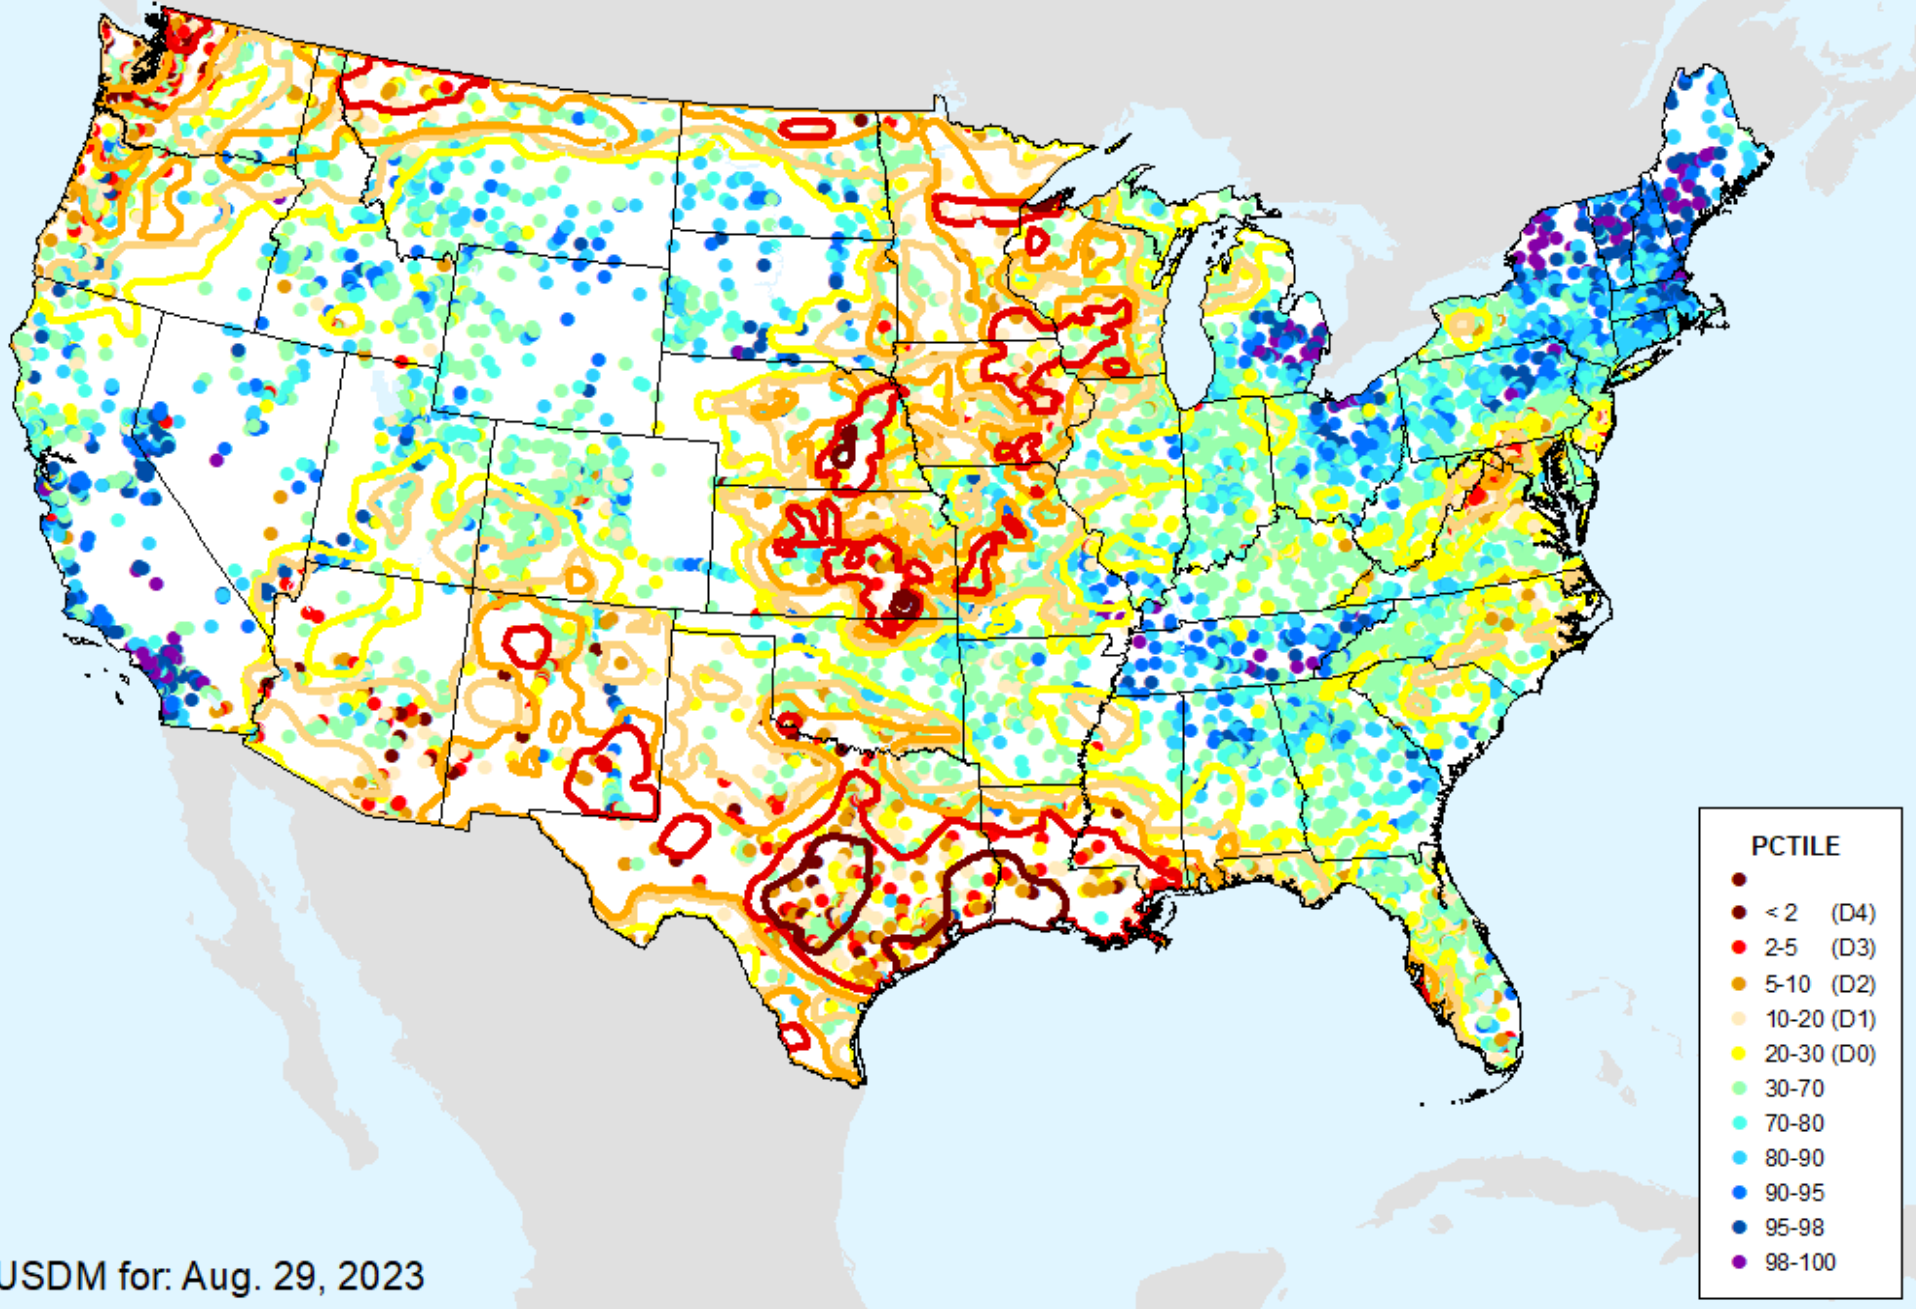 PCTILE
< 2 (D4)
2-5 (D3)
5-10 (D2)
10-20 (D1)
20-30 (D0)
30-70
70-80
80-90
90-95
95-98
98-100
USDM for: Aug. 29, 2023